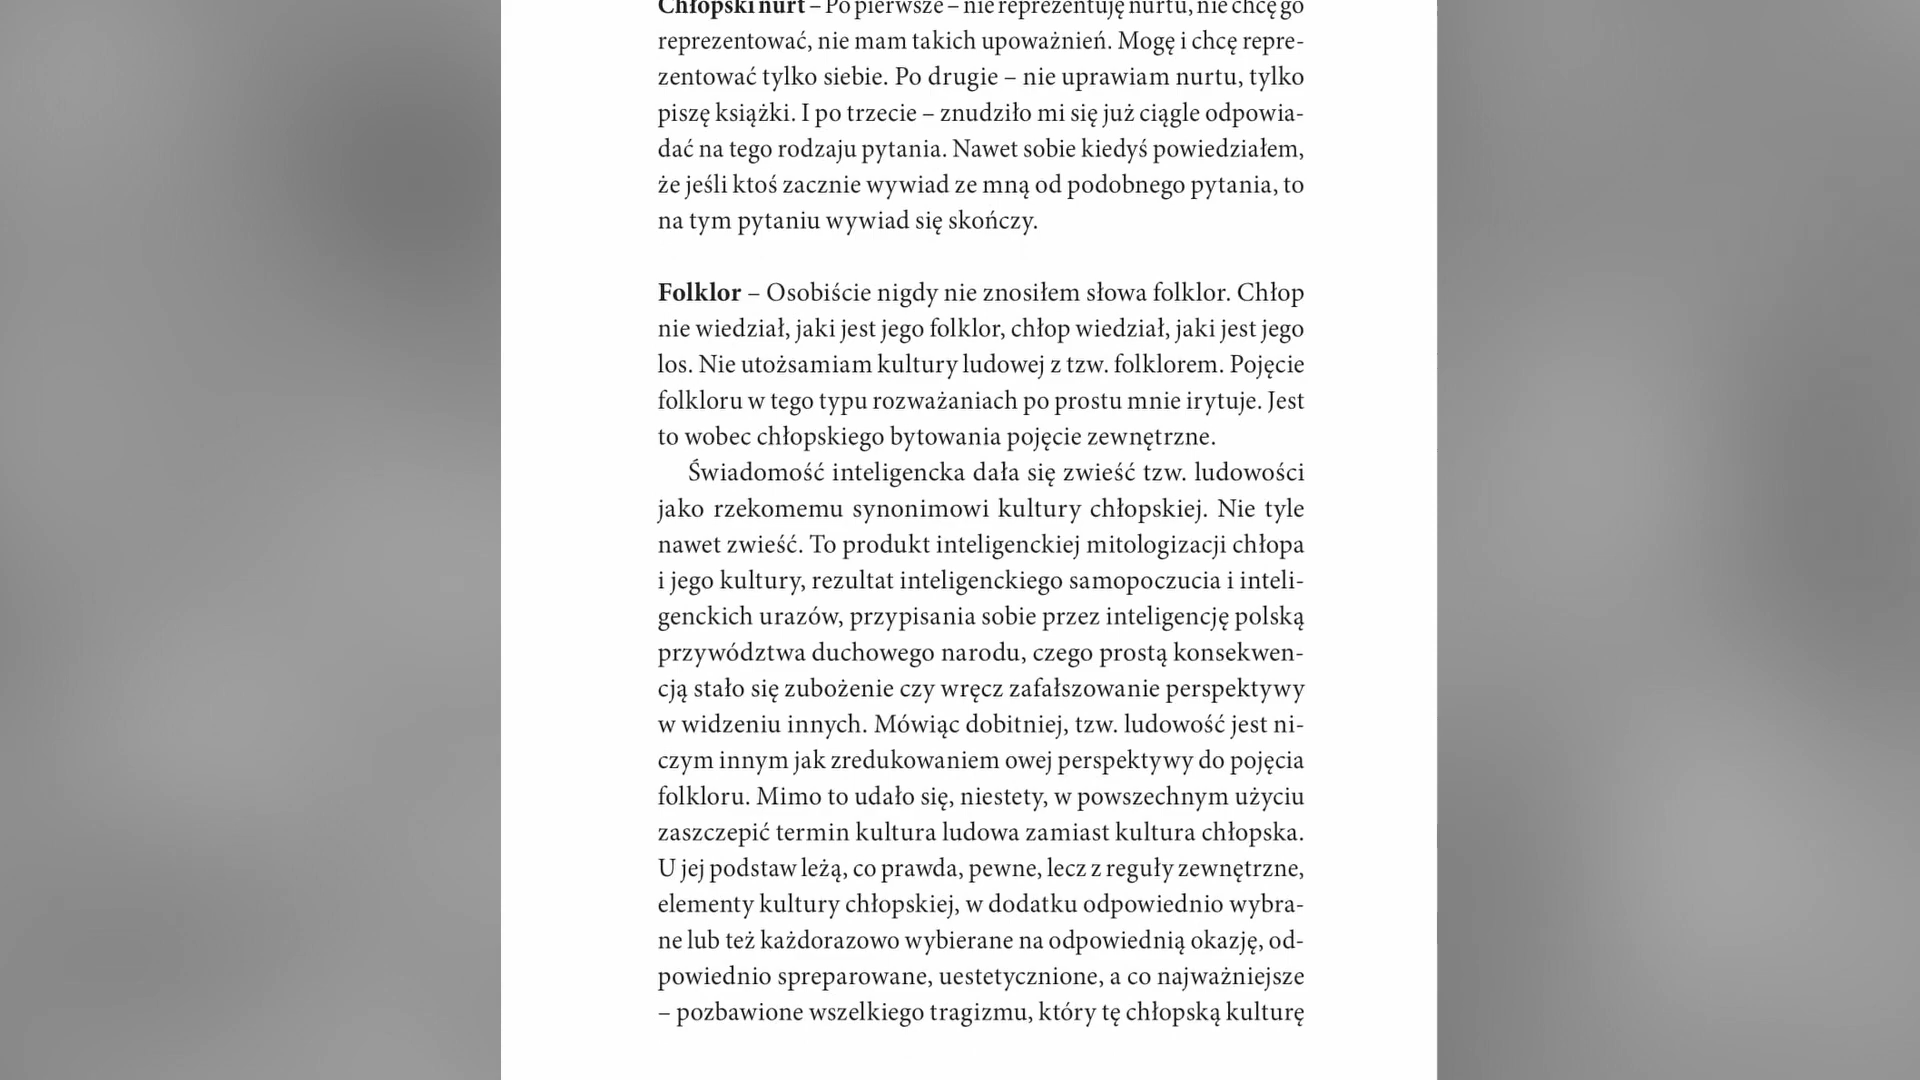 Chłopski nurt – Po pierwsze – nie reprezentuję nurtu, nie chcę go
reprezentować, nie mam takich upoważnień. Mogę i chcę repre-
zentować tylko siebie. Po drugie – nie uprawiam nurtu, tylko
piszę książki. I po trzecie – znudziło mi się już ciągle odpowia-
dać na tego rodzaju pytania. Nawet sobie kiedyś powiedziałem,
że jeśli ktoś zacznie wywiad ze mną od podobnego pytania, to
na tym pytaniu wywiad się skończy.
Folklor – Osobiście nigdy nie znosiłem słowa folklor. Chłop
nie wiedział, jaki jest jego folklor, chłop wiedział, jaki jest jego
los. Nie utożsamiam kultury ludowej z tzw. folklorem. Pojęcie
folkloru w tego typu rozważaniach po prostu mnie irytuje. Jest
to wobec chłopskiego bytowania pojęcie zewnętrzne.
Świadomość inteligencka dała się zwieść tzw. ludowości
jako rzekomemu synonimowi kultury chłopskiej. Nie tyle
nawet zwieść. To produkt inteligenckiej mitologizacji chłopa
i jego kultury, rezultat inteligenckiego samopoczucia i inteli-
genckich urazów, przypisania sobie przez inteligencję polską
przywództwa duchowego narodu, czego prostą konsekwen-
cją stało się zubożenie czy wręcz zafałszowanie perspektywy
w widzeniu innych. Mówiąc dobitniej, tzw. ludowość jest ni-
czym innym jak zredukowaniem owej perspektywy do pojęcia
folkloru. Mimo to udało się, niestety, w powszechnym użyciu
zaszczepić termin kultura ludowa zamiast kultura chłopska.
U jej podstaw leżą, co prawda, pewne, lecz z reguły zewnętrzne,
elementy kultury chłopskiej, w dodatku odpowiednio wybra-
ne lub też każdorazowo wybierane na odpowiednią okazję, od-
powiednio spreparowane, uestetycznione, a co najważniejsze
– pozbawione wszelkiego tragizmu, który tę chłopską kulturę